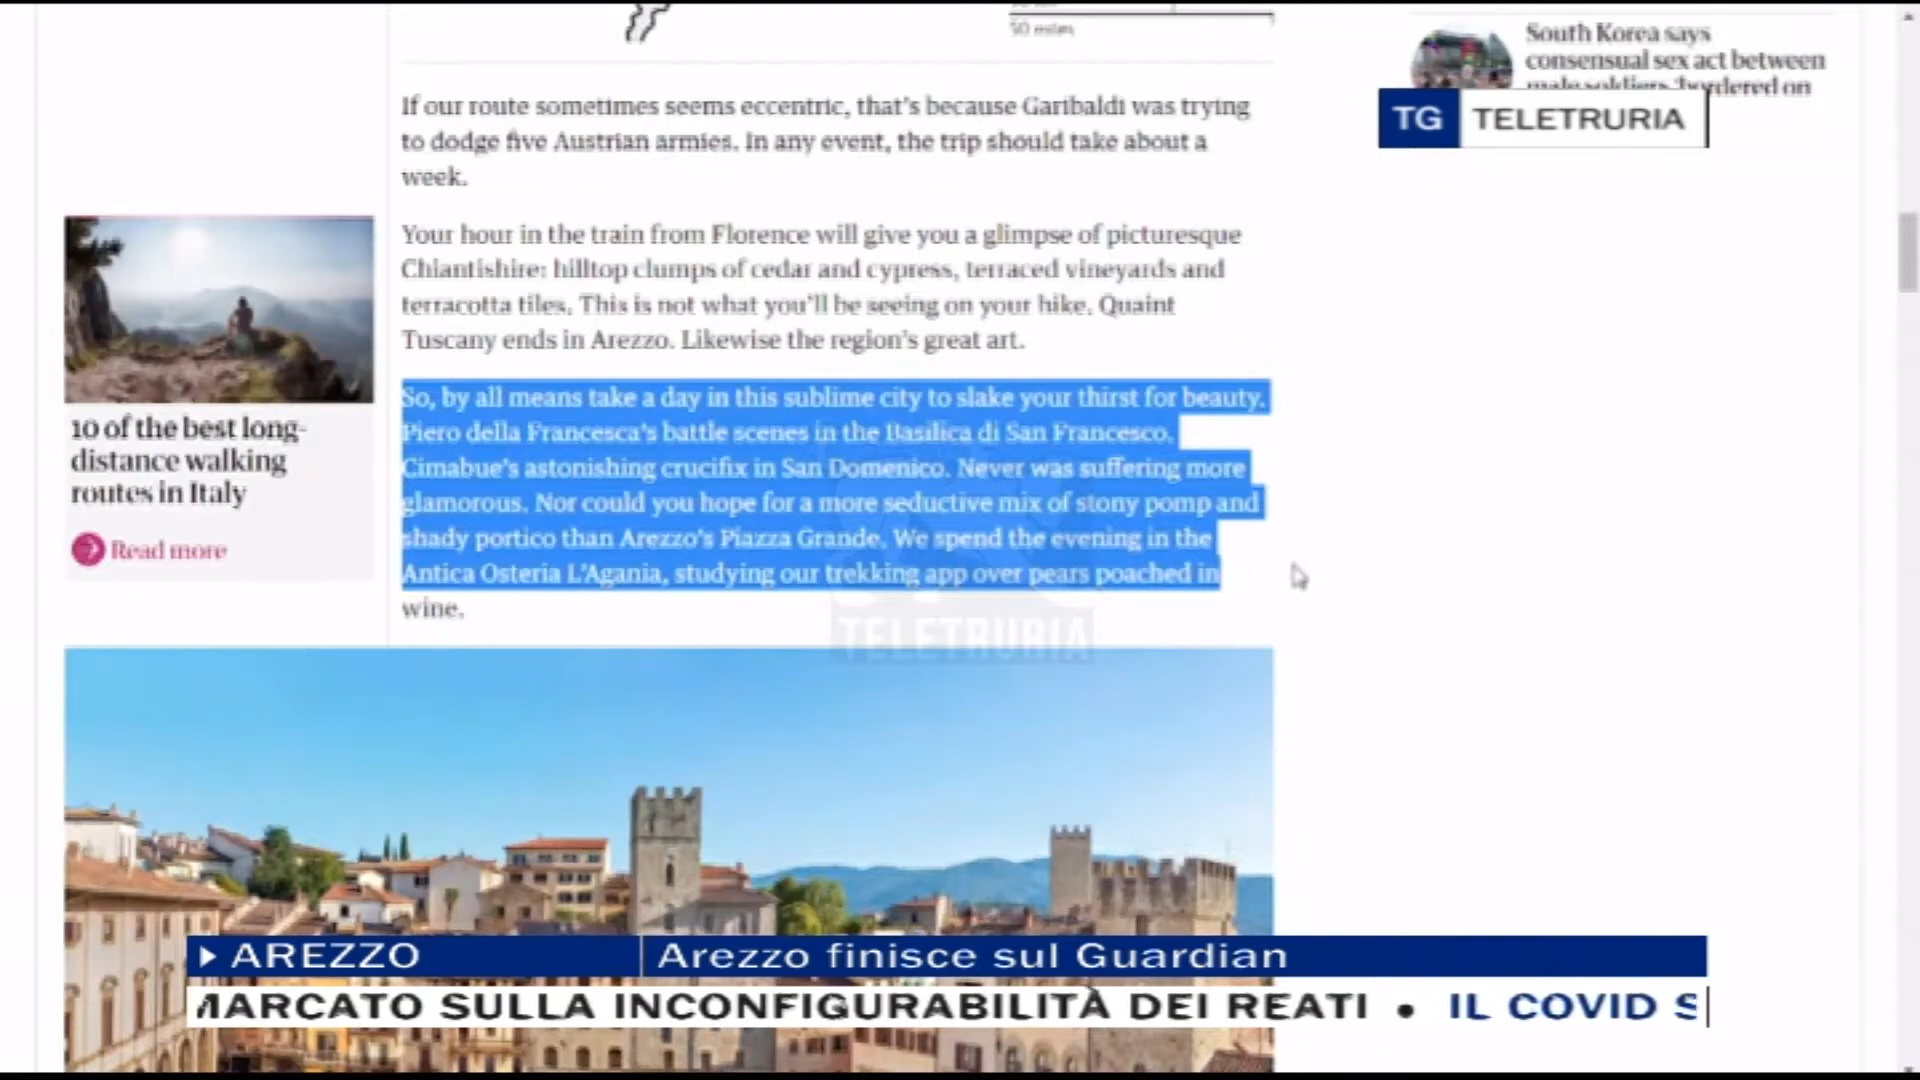 50 miles
South Korea says
consensual sex act between
male soldiers 'bordered on
TG TELETRURIA
If our route sometimes seems eccentric, that's because Garibaldi was trying
to dodge five Austrian armies. In any event, the trip should take about a
week.
Your hour in the train from Florence will give you a glimpse of picturesque
Chiantishire: hilltop clumps of cedar and cypress, terraced vineyards and
terracotta tiles. This is not what you'll be seeing on your hike. Quaint
Tuscany ends in Arezzo. Likewise the region's great art.
10 of the best long-
distance walking
routes in Italy
Read more
So, by all means take a day in this sublime city to slake your thirst for beauty.
Piero della Francesca's battle scenes in the Basilica di San Francesco.
Cimabue's astonishing crucifix in San Domenico. Never was suffering more
glamorous. Nor could you hope for a more seductive mix of stony pomp and
shady portico than Arezzo's Piazza Grande. We spend the evening in the
Antica Osteria L'Agania, studying our trekking app over pears poached in
wine.
TELETRURIA
AREZZO
Arezzo finisce sul Guardian
MARCATO SULLA INCONFIGURABILITÀ DEI REATI • IL COVID S